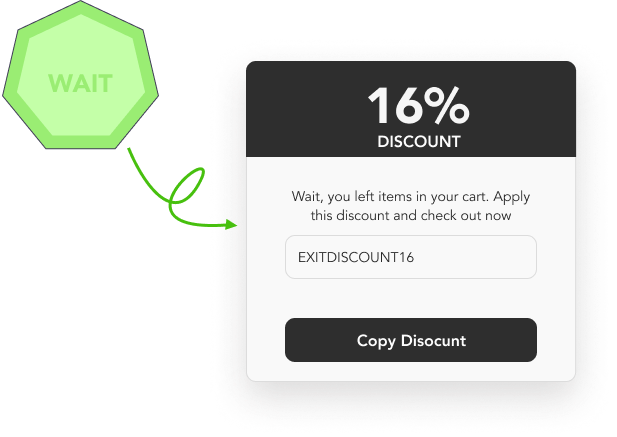 WAIT
16%
DISCOUNT
Wait, you left items in your cart. Apply
this discount and check out now
EXITDISCOUNT16
Copy Disocunt